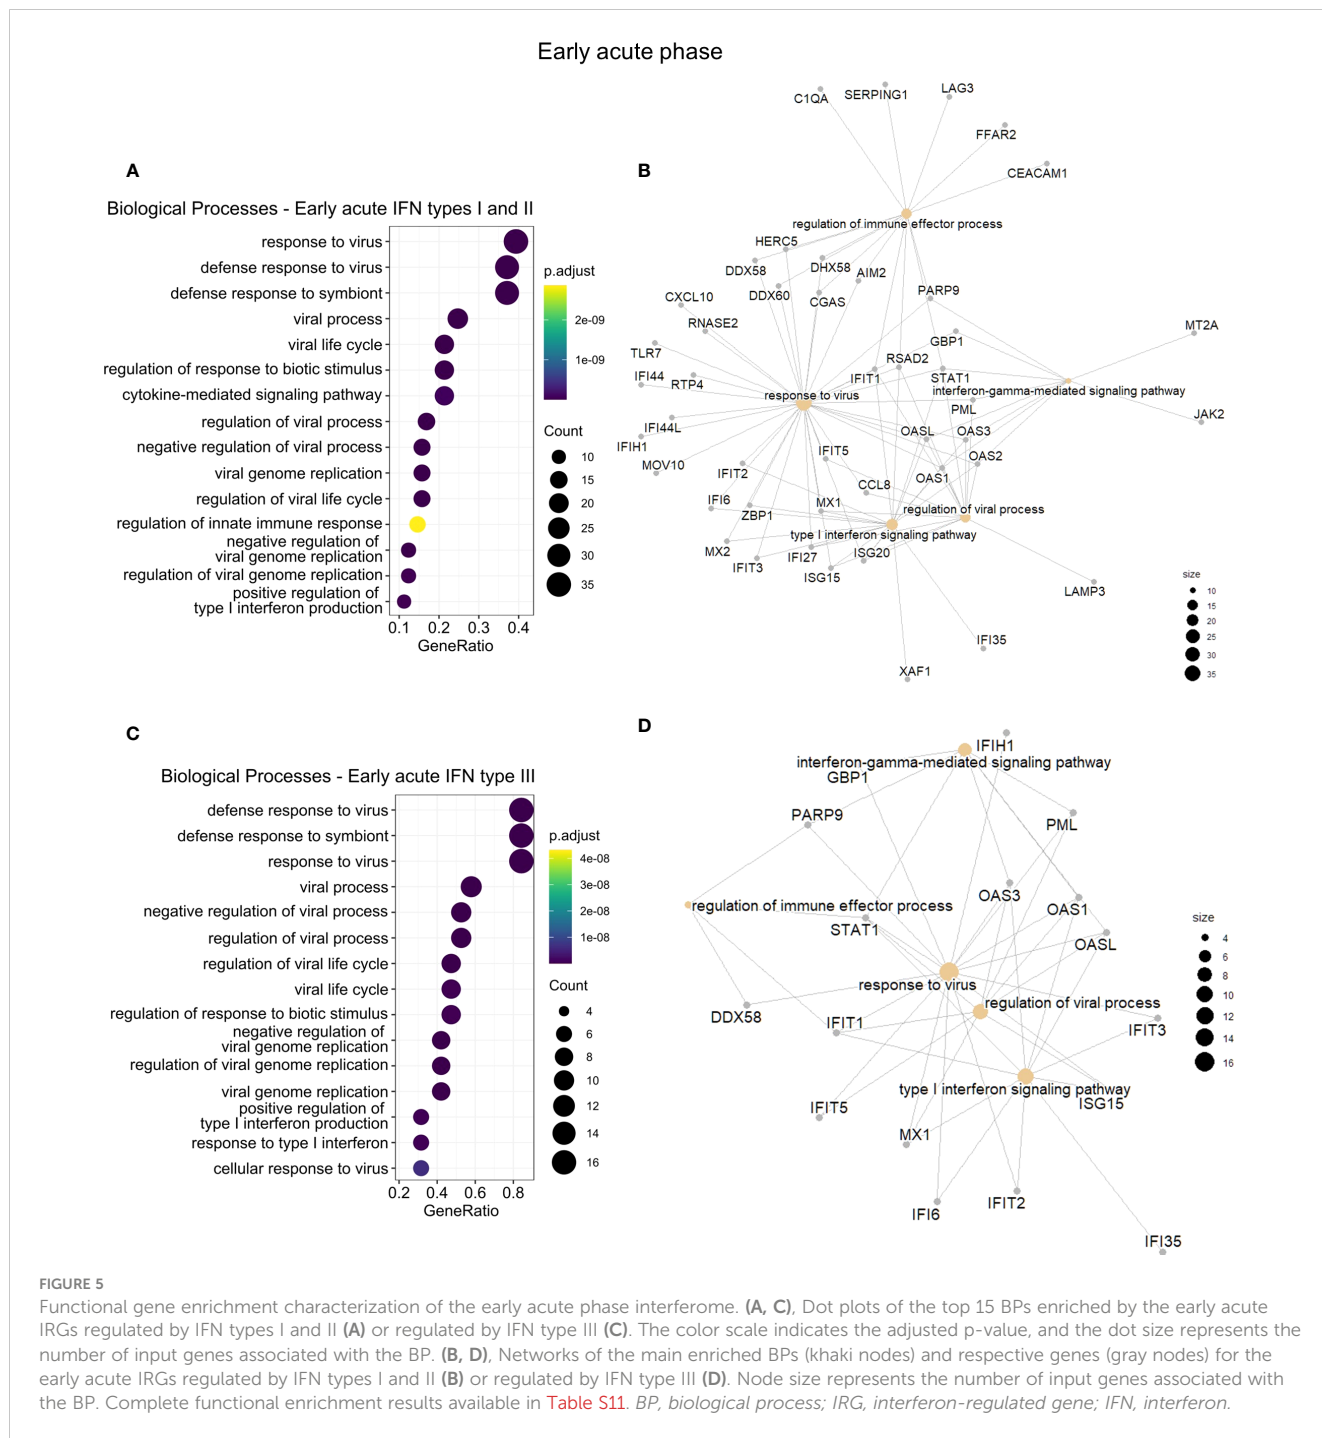 Early acute phase
A
Biological Processes - Early acute IFN types I and II
response to virus
defense response to virus
defense response to symbiont
viral process
viral life cycle
regulation of response to biotic stimulus
cytokine-mediated signaling pathway
regulation of viral process
negative regulation of viral process
viral genome replication
regulation of viral life cycle
regulation of innate immune response
negative regulation of
viral genome replication
regulation of viral genome replication
positive regulation of
type I interferon production
0.1 0.2 0.3 0.4
GeneRatio
p.adjust
2e-09
1e-09
Count
10
15
20
25
30
35
B
C1QA
SERPING1
LAG3
FFAR2
CEACAM1
regulation of immune effector process
HERC5
DDX58
DHX58
AIM2
DDX60
CGAS
CXCL10
PARP9
RNASE2
MT2A
GBP1
TLR7
RSAD2
IFI44
RTP4
IFIT1
STAT1
interferon-gamma-mediated signaling pathway
response to virus
PML
JAK2
IFI44L
OASL
OAS3
IFIH1
IFIT5
OAS2
MOV10
IFIT2
OAS1
CCL8
IFI6
MX1
regulation of viral process
ZBP1
type I interferon signaling pathway
MX2
IFIT3
IFI27
ISG20
ISG15
LAMP3
IFI35
XAF1
size
10
15
20
25
30
35
C
Biological Processes - Early acute IFN type III
defense response to virus
defense response to symbiont
response to virus
viral process
negative regulation of viral process
regulation of viral process
regulation of viral life cycle
viral life cycle
regulation of response to biotic stimulus
negative regulation of
viral genome replication
regulation of viral genome replication
viral genome replication
positive regulation of
type I interferon production
response to type I interferon
cellular response to virus
0.2 0.4 0.6 0.8
GeneRatio
p.adjust
4e-08
3e-08
2e-08
1e-08
Count
4
6
8
10
12
14
16
D
IFIH1
interferon-gamma-mediated signaling pathway
GBP1
PARP9
PML
OAS3
regulation of immune effector process
OAS1
STAT1
OASL
response to virus
regulation of viral process
DDX58
IFIT1
IFIT3
type I interferon signaling pathway
ISG15
IFIT5
MX1
IFIT2
IFI6
IFI35
size
4
6
8
10
12
14
16
FIGURE 5
Functional gene enrichment characterization of the early acute phase interferome. (A, C), Dot plots of the top 15 BPs enriched by the early acute
IRGs regulated by IFN types I and II (A) or regulated by IFN type III (C). The color scale indicates the adjusted p-value, and the dot size represents the
number of input genes associated with the BP. (B, D), Networks of the main enriched BPs (khaki nodes) and respective genes (gray nodes) for the
early acute IRGs regulated by IFN types I and II (B) or regulated by IFN type III (D). Node size represents the number of input genes associated with
the BP. Complete functional enrichment results available in Table S11. BP, biological process; IRG, interferon-regulated gene; IFN, interferon.